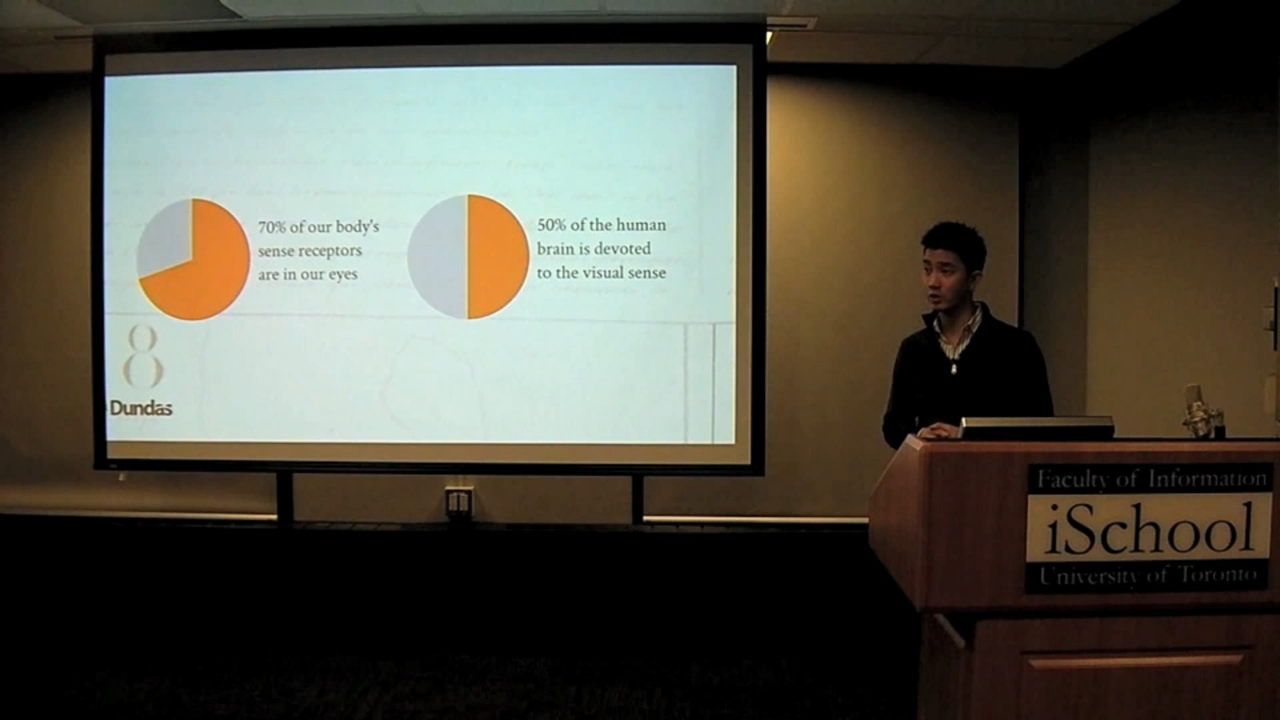 70% of our body's
sense receptors
are in our eyes
50% of the human
brain is devoted
to the visual sense
8
Dundas
Faculty of Information
iSchool
University of Toronto